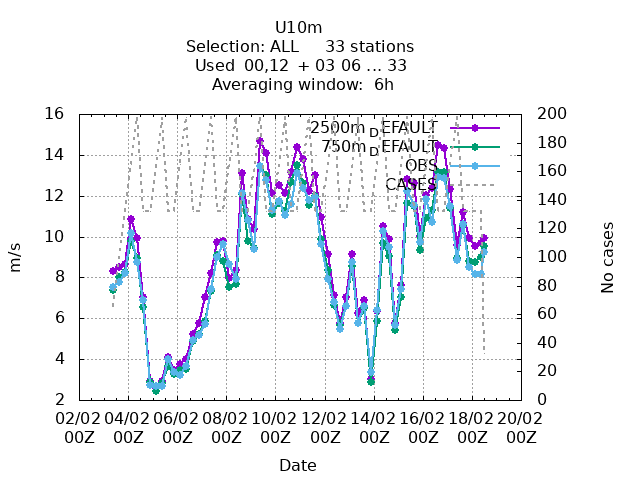 U10m
Selection: ALL 33 stations
Used 00,12 + 03 06 ... 33
Averaging window: 6h
16
14
12
10
8
6
4
2
m/s
200
180
160
140
120
100
80
60
40
20
0
No cases
2500m_DEFAULT
750m_DEFAULT
OBS
CASES
02/02 04/02 06/02 08/02 10/02 12/02 14/02 16/02 18/02 20/02
00Z 00Z 00Z 00Z 00Z 00Z 00Z 00Z 00Z 00Z
Date